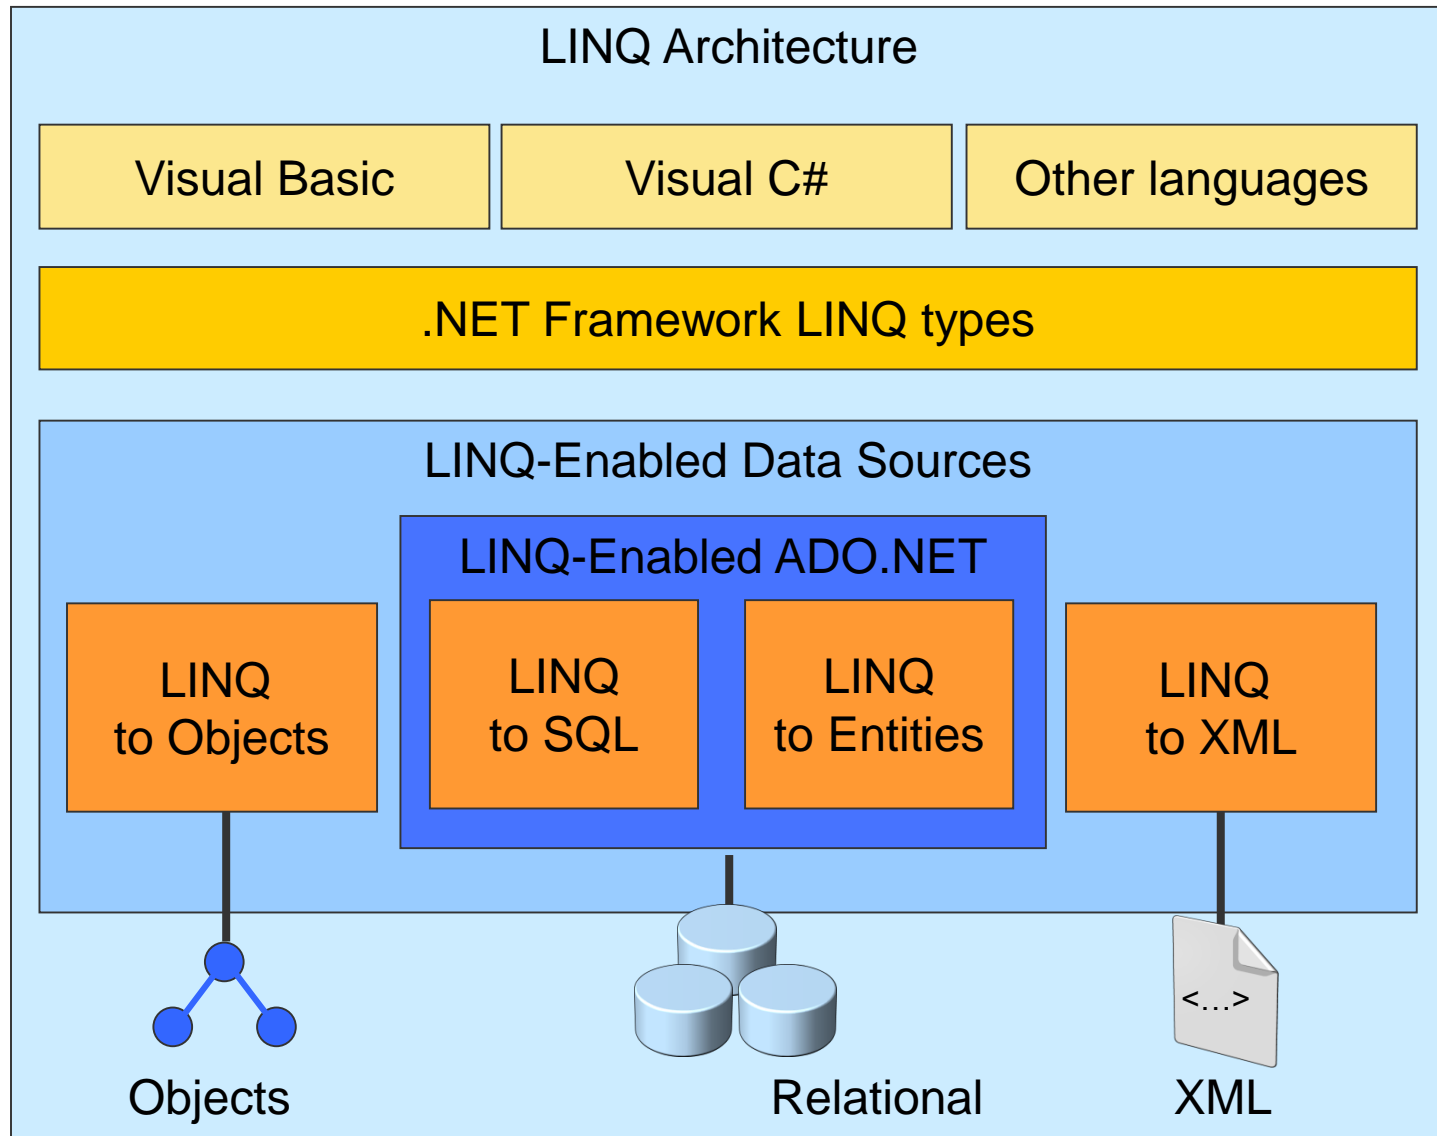 LINQ Architecture
Visual Basic
Visual C#
Other languages
.NET Framework LINQ types
LINQ-Enabled Data Sources
LINQ-Enabled ADO.NET
LINQ
to Objects
LINQ
to SQL
LINQ
to Entities
LINQ
to XML
<...>
Objects
Relational
XML